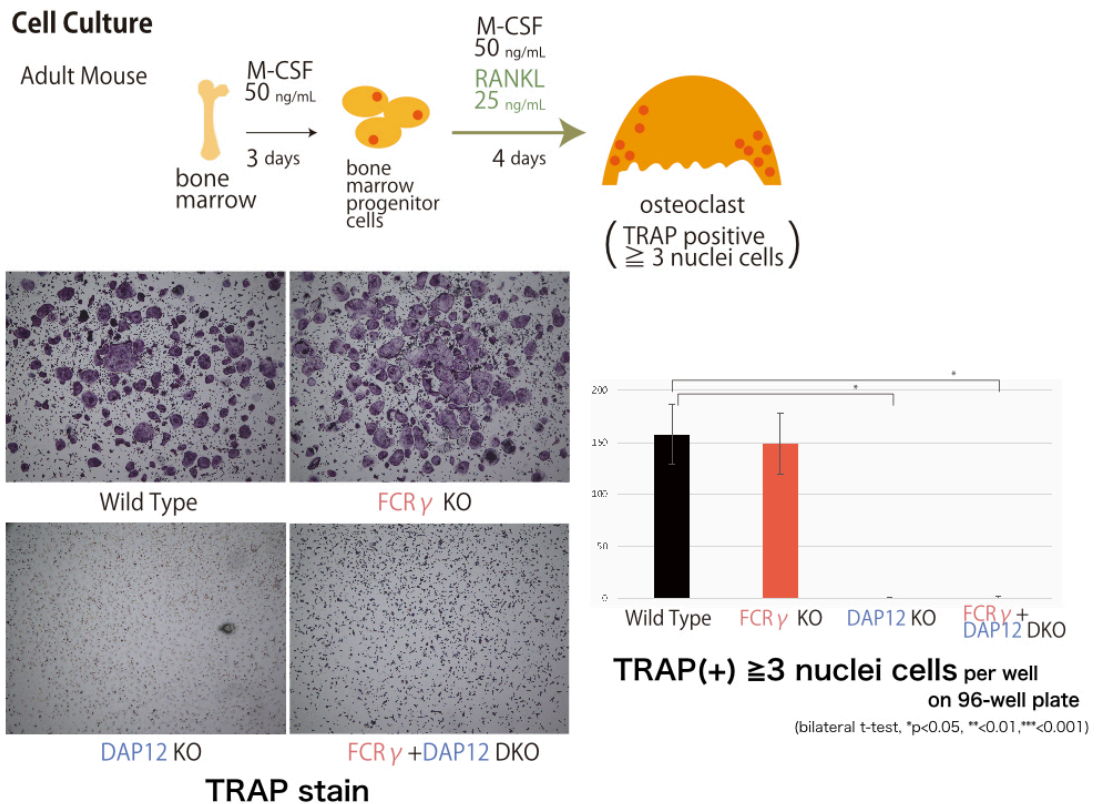 Cell Culture
Adult Mouse
bone
marrow
M-CSF
50 ng/mL
3 days
bone
marrow
progenitor
cells
M-CSF
50 ng/mL
RANKL
25 ng/mL
4 days
osteoclast
(TRAP positive
≧ 3 nuclei cells)
Wild Type
FCRγ KO
DAP12 KO
FCRγ +DAP12 DKO
TRAP stain
*
*
200
150
100
50
0
Wild Type
FCRγ KO
DAP12 KO
FCRγ +
DAP12 DKO
TRAP(+) ≧3 nuclei cells per well
on 96-well plate
(bilateral t-test, *p<0.05, **<0.01,***<0.001)